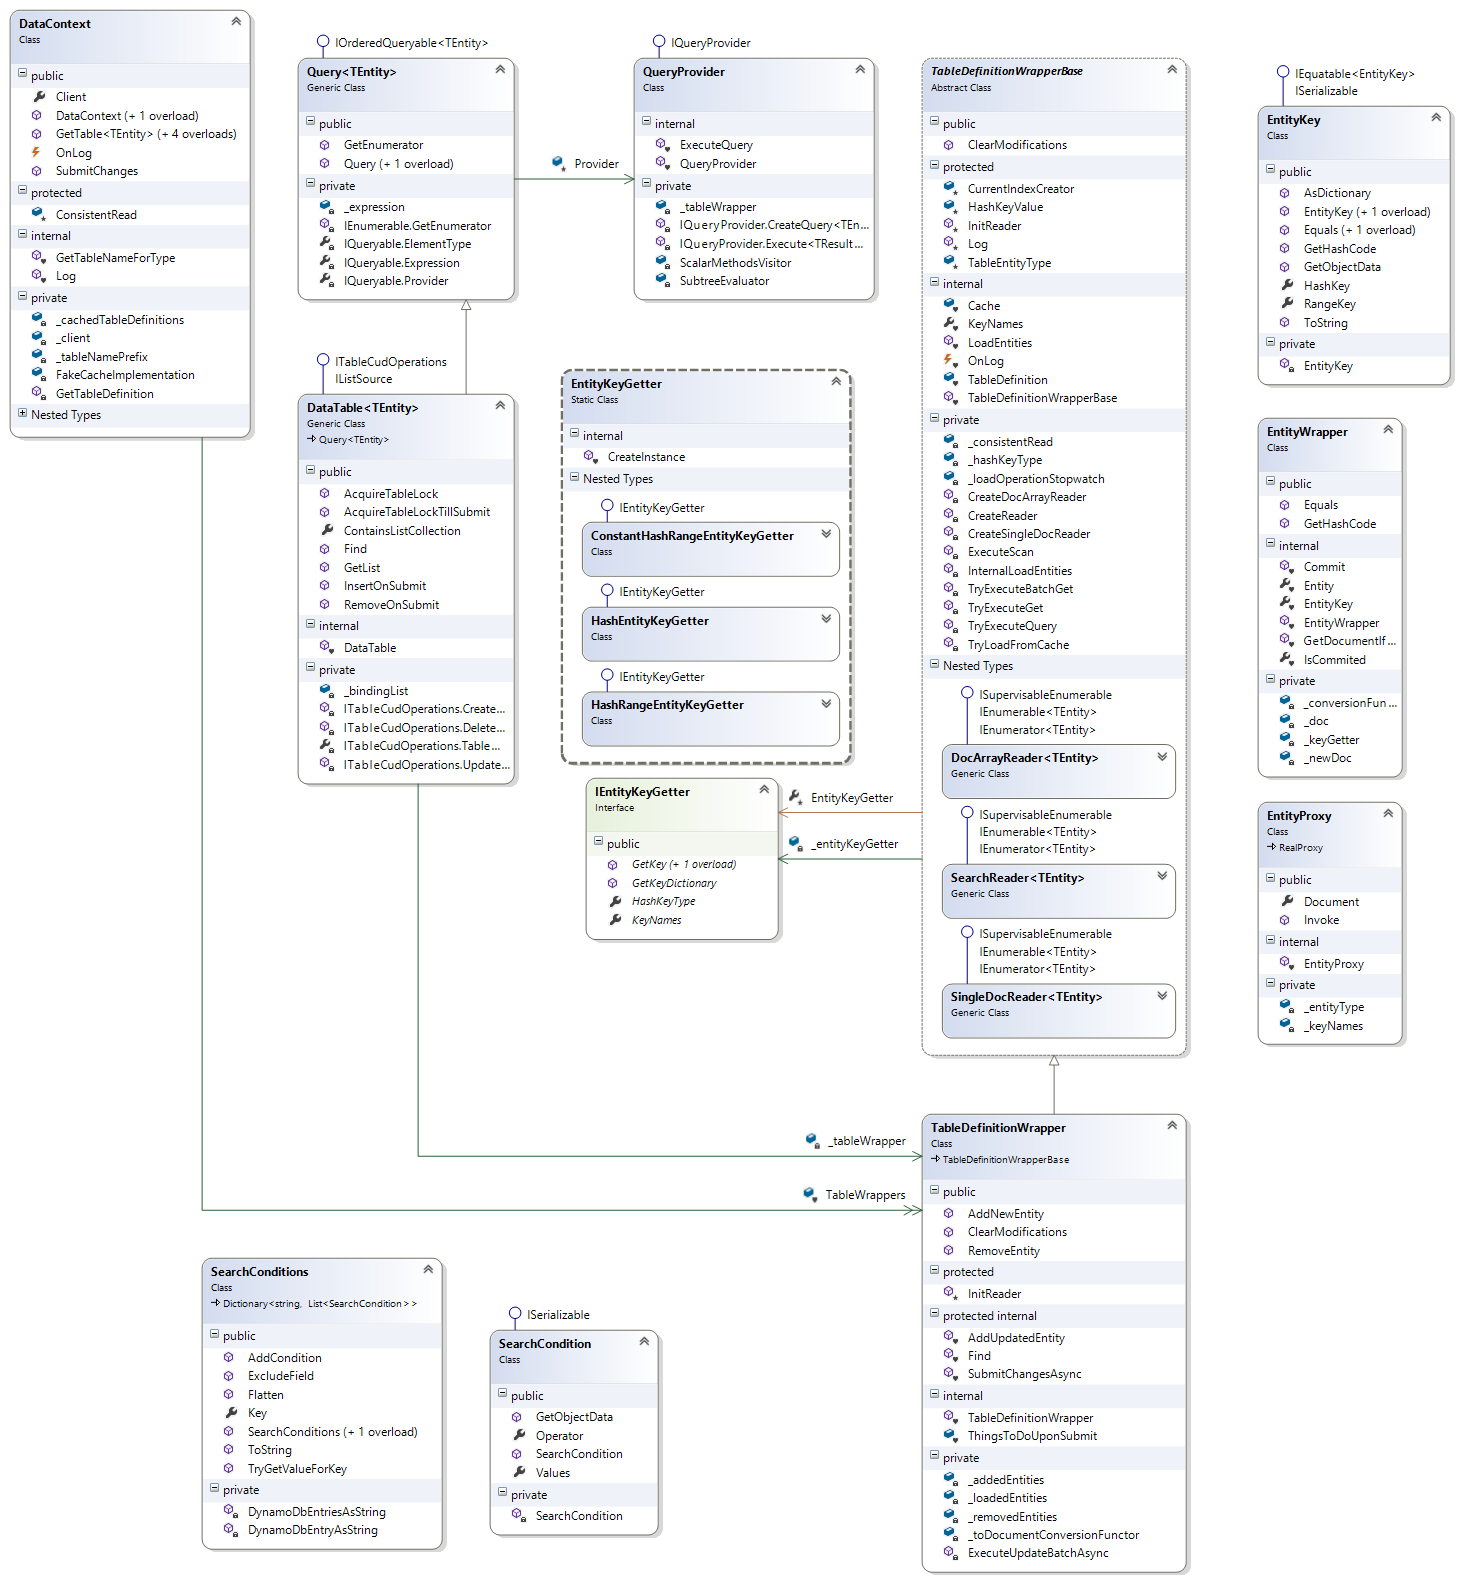 DataContext
Class
public
Client
DataContext (+ 1 overload)
GetTable<TEntity> (+ 4 overloads)
OnLog
SubmitChanges
protected
ConsistentRead
internal
GetTableNameForType
Log
private
_cachedTableDefinitions
_client
_tableNamePrefix
FakeCacheImplementation
GetTableDefinition
Nested Types
IOrderedQueryable<TEntity>
Query<TEntity>
Generic Class
public
GetEnumerator
Query (+ 1 overload)
private
_expression
IEnumerable.GetEnumerator
IQueryable.ElementType
IQueryable.Expression
IQueryable.Provider
Provider
IQueryProvider
QueryProvider
Class
internal
ExecuteQuery
QueryProvider
private
_tableWrapper
IQueryProvider.CreateQuery<TEn...
IQueryProvider.Execute<TResult...
ScalarMethodsVisitor
SubtreeEvaluator
ITableCudOperations
IListSource
DataTable<TEntity>
Generic Class
Query<TEntity>
public
AcquireTableLock
AcquireTableLockTillSubmit
ContainsListCollection
Find
GetList
InsertOnSubmit
RemoveOnSubmit
internal
DataTable
private
_bindingList
ITableCudOperations.Create...
ITableCudOperations.Delete...
ITableCudOperations.Table...
ITableCudOperations.Update...
EntityKeyGetter
Static Class
internal
CreateInstance
Nested Types
IEntityKeyGetter
ConstantHashRangeEntityKeyGetter
Class
IEntityKeyGetter
HashEntityKeyGetter
Class
IEntityKeyGetter
HashRangeEntityKeyGetter
Class
IEntityKeyGetter
Interface
public
GetKey (+ 1 overload)
GetKeyDictionary
HashKeyType
KeyNames
EntityKeyGetter
_entityKeyGetter
TableDefinitionWrapperBase
Abstract Class
public
ClearModifications
protected
CurrentIndexCreator
HashKeyValue
InitReader
Log
TableEntityType
internal
Cache
KeyNames
LoadEntities
OnLog
TableDefinition
TableDefinitionWrapperBase
private
_consistentRead
_hashKeyType
_loadOperationStopwatch
CreateDocArrayReader
CreateReader
CreateSingleDocReader
ExecuteScan
InternalLoadEntities
TryExecuteBatchGet
TryExecuteGet
TryExecuteQuery
TryLoadFromCache
Nested Types
ISupervisableEnumerable
IEnumerable<TEntity>
IEnumerator<TEntity>
DocArrayReader<TEntity>
Generic Class
ISupervisableEnumerable
IEnumerable<TEntity>
IEnumerator<TEntity>
SearchReader<TEntity>
Generic Class
ISupervisableEnumerable
IEnumerable<TEntity>
IEnumerator<TEntity>
SingleDocReader<TEntity>
Generic Class
IEquatable<EntityKey>
ISerializable
EntityKey
Class
public
AsDictionary
EntityKey (+ 1 overload)
Equals (+ 1 overload)
GetHashCode
GetObjectData
HashKey
RangeKey
ToString
private
EntityKey
EntityWrapper
Class
public
Equals
GetHashCode
internal
Commit
Entity
EntityKey
EntityWrapper
GetDocumentIf...
IsCommited
private
_conversionFun...
_doc
_keyGetter
_newDoc
EntityProxy
Class
RealProxy
public
Document
Invoke
internal
EntityProxy
private
_entityType
_keyNames
_tableWrapper
TableWrappers
TableDefinitionWrapper
Class
TableDefinitionWrapperBase
public
AddNewEntity
ClearModifications
RemoveEntity
protected
InitReader
protected internal
AddUpdatedEntity
Find
SubmitChangesAsync
internal
TableDefinitionWrapper
ThingsToDoUponSubmit
private
_addedEntities
_loadedEntities
_removedEntities
_toDocumentConversionFunctor
ExecuteUpdateBatchAsync
SearchConditions
Class
Dictionary<string, List<SearchCondition>>
public
AddCondition
ExcludeField
Flatten
Key
SearchConditions (+ 1 overload)
ToString
TryGetValueForKey
private
DynamoDbEntriesAsString
DynamoDbEntryAsString
ISerializable
SearchCondition
Class
public
GetObjectData
Operator
SearchCondition
Values
private
SearchCondition